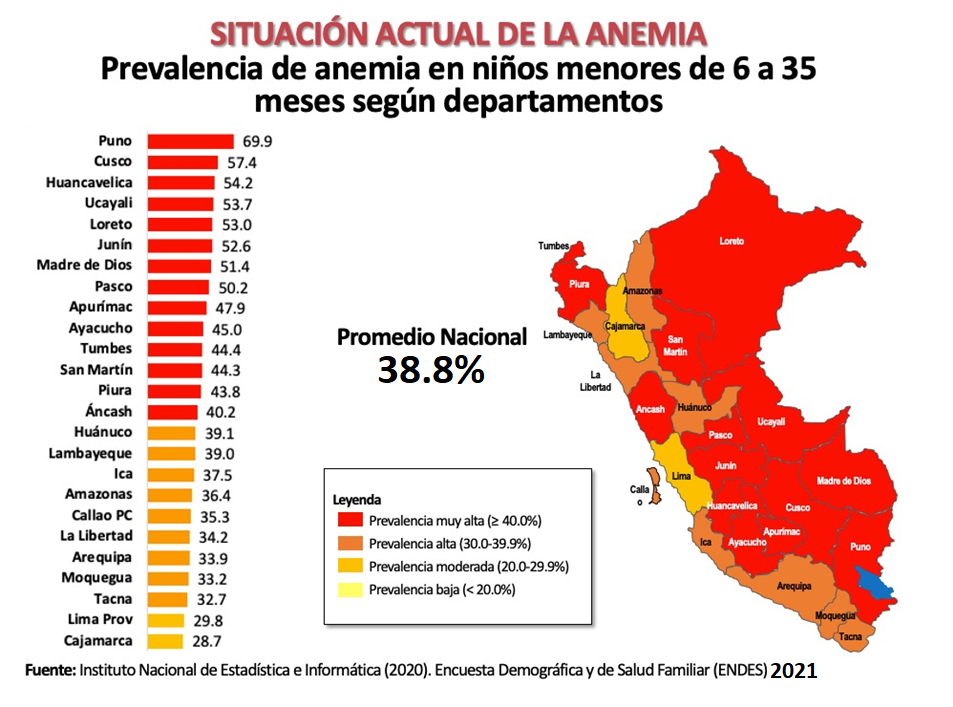 SITUACIÓN ACTUAL DE LA ANEMIA
Prevalencia de anemia en niños menores de 6 a 35
meses según departamentos
Puno 69.9
Cusco 57.4
Huancavelica 54.2
Ucayali 53.7
Loreto 53.0
Junín 52.6
Madre de Dios 51.4
Pasco 50.2
Apurímac 47.9
Ayacucho 45.0
Tumbes 44.4
San Martín 44.3
Piura 43.8
Áncash 40.2
Huánuco 39.1
Lambayeque 39.0
Ica 37.5
Amazonas 36.4
Callao PC 35.3
La Libertad 34.2
Arequipa 33.9
Moquegua 33.2
Tacna 32.7
Lima Prov 29.8
Cajamarca 28.7
Promedio Nacional
38.8%
Leyenda
Prevalencia muy alta (≥ 40.0%)
Prevalencia alta (30.0-39.9%)
Prevalencia moderada (20.0-29.9%)
Prevalencia baja (< 20.0%)
Loreto
Tumbes
Piura
Amazonas
Cajamarca
Lambayeque
San
Martín
La
Libertad
Ancash
Huánuco
Ucayali
Pasco
Junín
Lima
Calla
o
Madre de Dios
Huancavelica
Cusco
Apurímac
Ayacucho
Ica
Puno
Arequipa
Moquegua
Tacna
Fuente: Instituto Nacional de Estadística e Informática (2020). Encuesta Demográfica y de Salud Familiar (ENDES) 2021